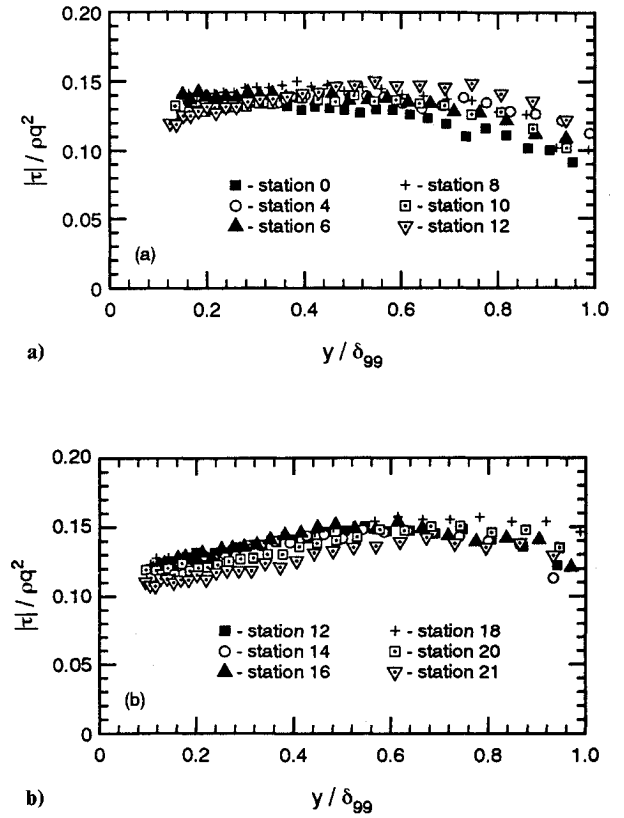 0.20
0.15
0.10
0.05
0
|τ| / ρq²
■ - station 0
+ - station 8
○ - station 4
⊡ - station 10
▲ - station 6
▽ - station 12
(a)
0 0.2 0.4 0.6 0.8 1.0
a)
y / δ₉₉
0.20
0.15
0.10
0.05
0
|τ| / ρq²
■ - station 12
+ - station 18
○ - station 14
⊡ - station 20
▲ - station 16
▽ - station 21
(b)
0 0.2 0.4 0.6 0.8 1.0
b)
y / δ₉₉